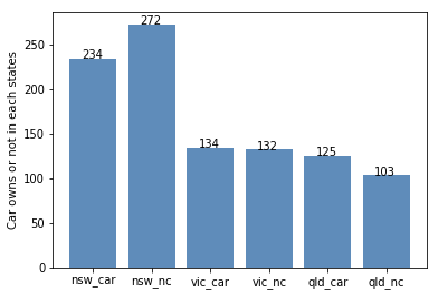 Car owns or not in each states
250
200
150
100
50
0
234
272
134
132
125
103
nsw_car
nsw_nc
vic_car
vic_nc
qld_car
qld_nc